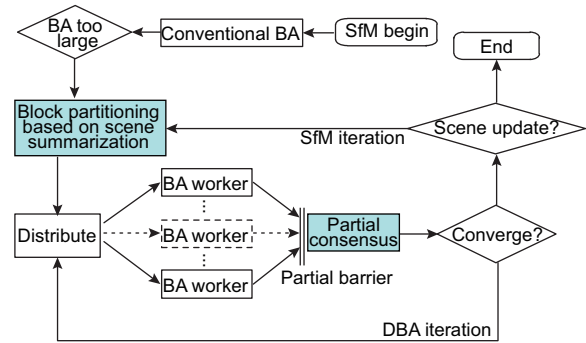 BA too
large
Conventional BA
SfM begin
End
Block partitioning
based on scene
summarization
SfM iteration
Scene update?
BA worker
⋮
Distribute
BA worker
⋮
BA worker
Partial
consensus
Partial barrier
Converge?
DBA iteration